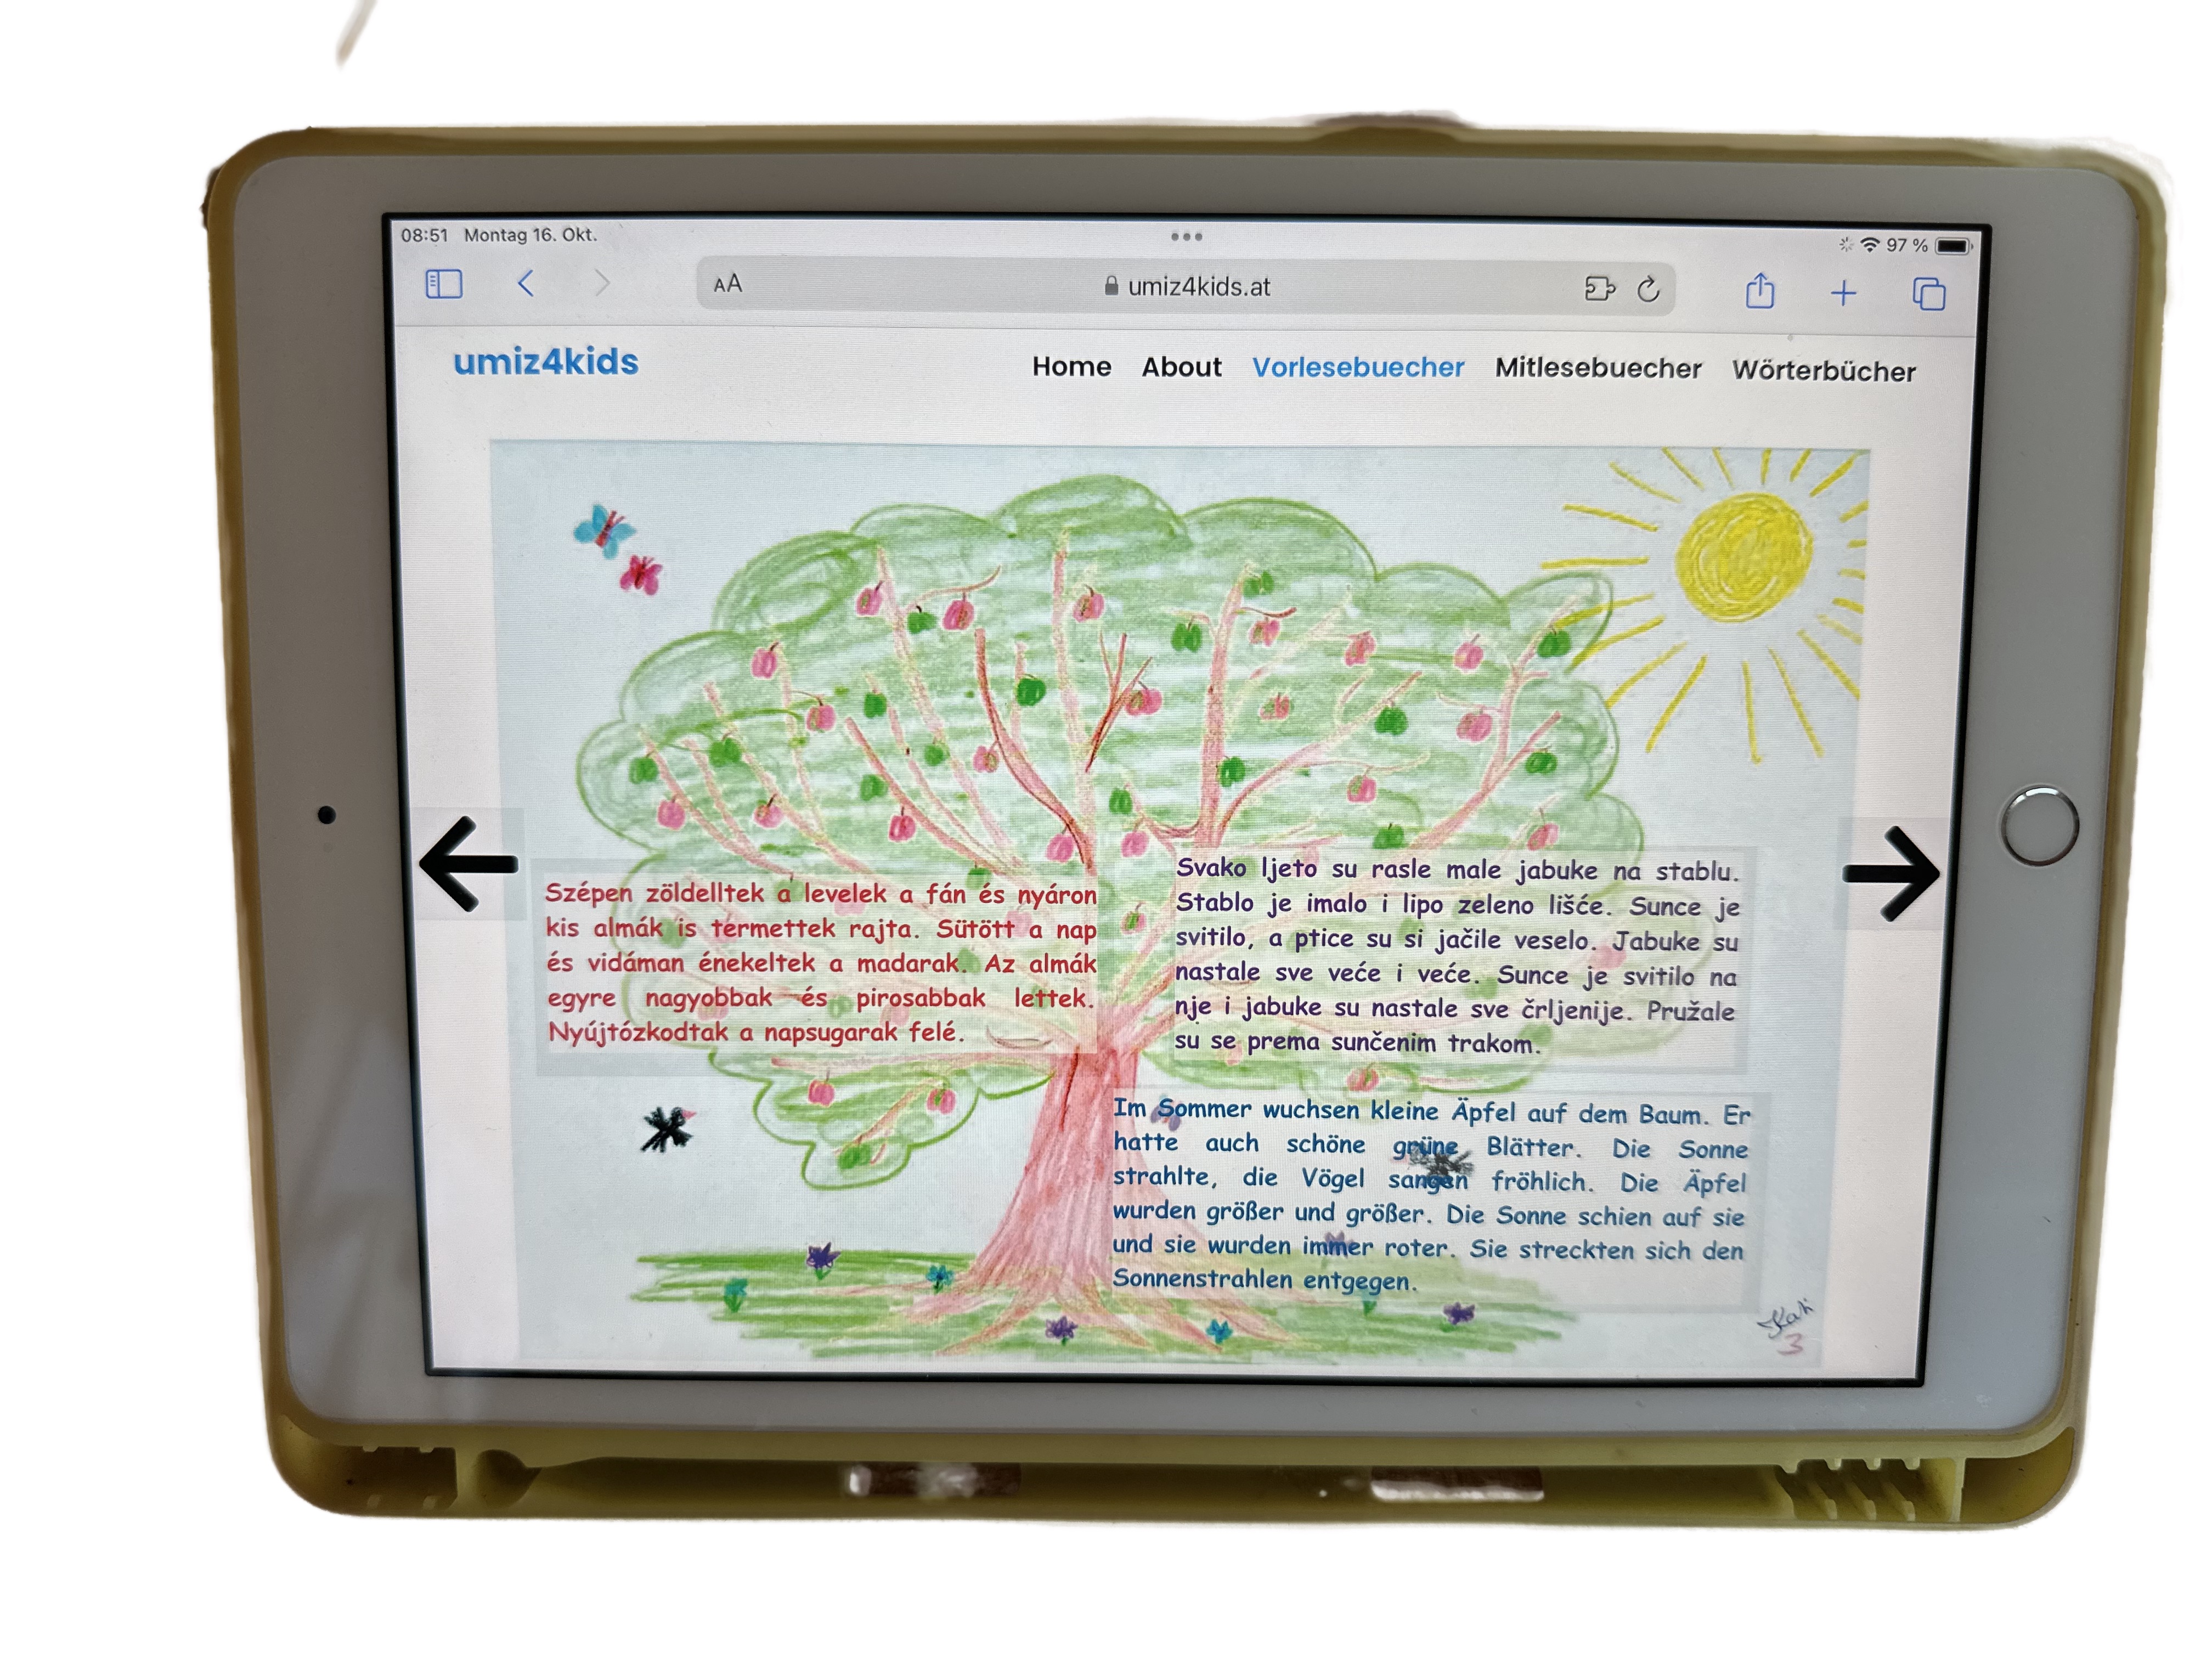 08:51 Montag 16. Okt.
97 %
AA
umiz4kids.at
umiz4kids
Home About Vorlesebuecher Mitlesebuecher Wörterbücher
Szépen zöldelltek a levelek a fán és nyáron
kis almák is termettek rajta. Sütött a nap
és vidáman énekeltek a madarak. Az almák
egyre nagyobbak és pirosabbak lettek.
Nyújtózkodtak a napsugarak felé.
Svako ljeto su rasle male jabuke na stablu.
Stablo je imalo i lipo zeleno lišće. Sunce je
svitilo, a ptice su si jačile veselo. Jabuke su
nastale sve veće i veće. Sunce je svitilo na
nje i jabuke su nastale sve črljenije. Pružale
su se prema sunčenim trakom.
Im Sommer wuchsen kleine Äpfel auf dem Baum. Er
hatte auch schöne grüne Blätter. Die Sonne
strahlte, die Vögel sangen fröhlich. Die Äpfel
wurden größer und größer. Die Sonne schien auf sie
und sie wurden immer roter. Sie streckten sich den
Sonnenstrahlen entgegen.
Kati
3